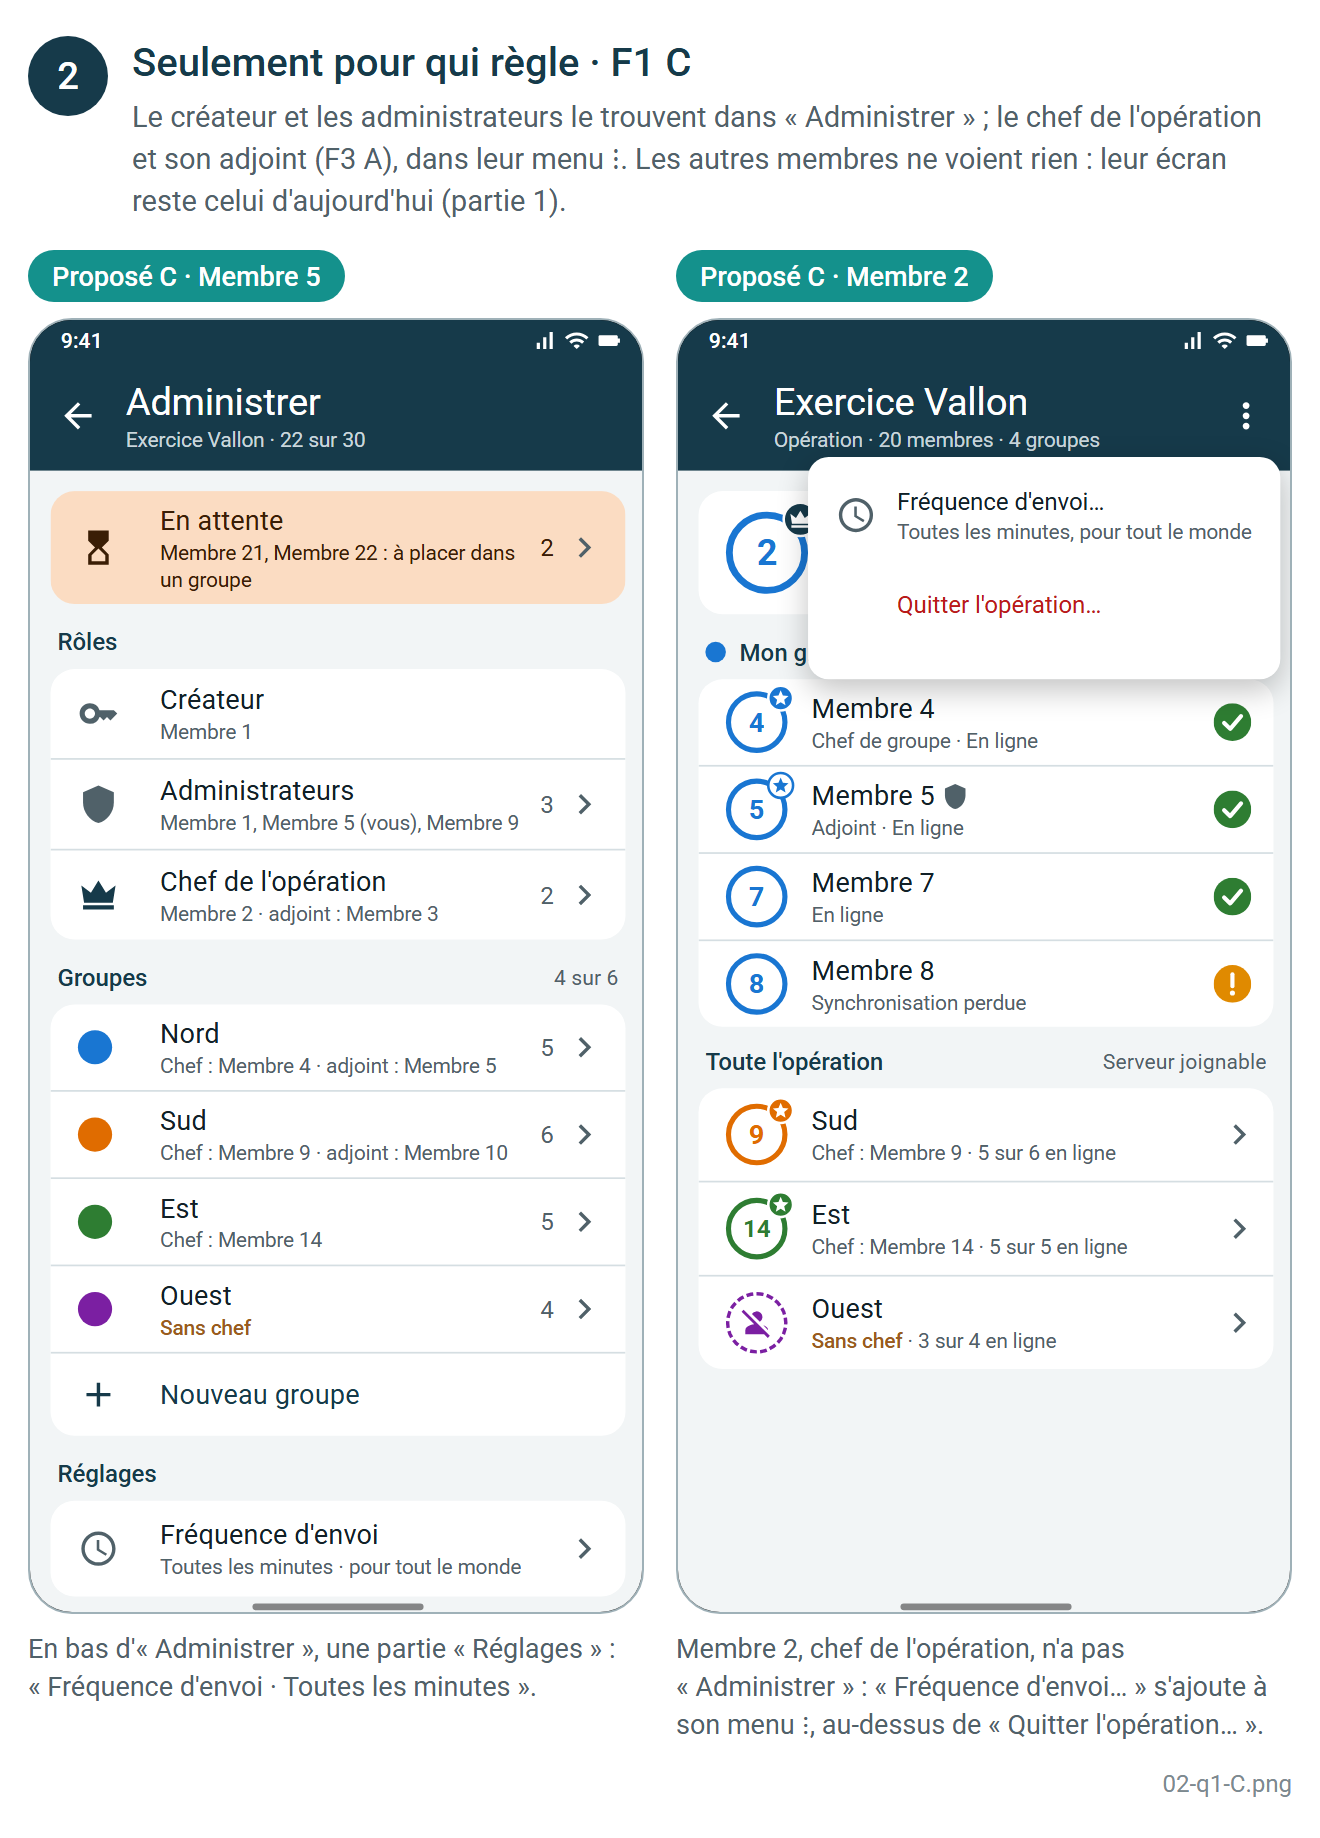 2
Seulement pour qui règle · F1 C
Le créateur et les administrateurs le trouvent dans « Administrer » ; le chef de l'opération
et son adjoint (F3 A), dans leur menu ⋮. Les autres membres ne voient rien : leur écran
reste celui d'aujourd'hui (partie 1).
Proposé C · Membre 5
9:41
Administrer
Exercice Vallon · 22 sur 30
En attente
Membre 21, Membre 22 : à placer dans
un groupe
2
Rôles
Créateur
Membre 1
Administrateurs
Membre 1, Membre 5 (vous), Membre 9
3
Chef de l'opération
Membre 2 · adjoint : Membre 3
2
Groupes
4 sur 6
Nord
Chef : Membre 4 · adjoint : Membre 5
5
Sud
Chef : Membre 9 · adjoint : Membre 10
6
Est
Chef : Membre 14
5
Ouest
Sans chef
4
Nouveau groupe
Réglages
Fréquence d'envoi
Toutes les minutes · pour tout le monde
En bas d'« Administrer », une partie « Réglages » :
« Fréquence d'envoi · Toutes les minutes ».
Proposé C · Membre 2
9:41
Exercice Vallon
Opération · 20 membres · 4 groupes
Fréquence d'envoi...
Toutes les minutes, pour tout le monde
Quitter l'opération...
2
Mon g
4
Membre 4
Chef de groupe · En ligne
5
Membre 5
Adjoint · En ligne
7
Membre 7
En ligne
8
Membre 8
Synchronisation perdue
Toute l'opération
Serveur joignable
9
Sud
Chef : Membre 9 · 5 sur 6 en ligne
14
Est
Chef : Membre 14 · 5 sur 5 en ligne
Ouest
Sans chef · 3 sur 4 en ligne
Membre 2, chef de l'opération, n'a pas
« Administrer » : « Fréquence d'envoi... » s'ajoute à
son menu ⋮, au-dessus de « Quitter l'opération... ».
02-q1-C.png